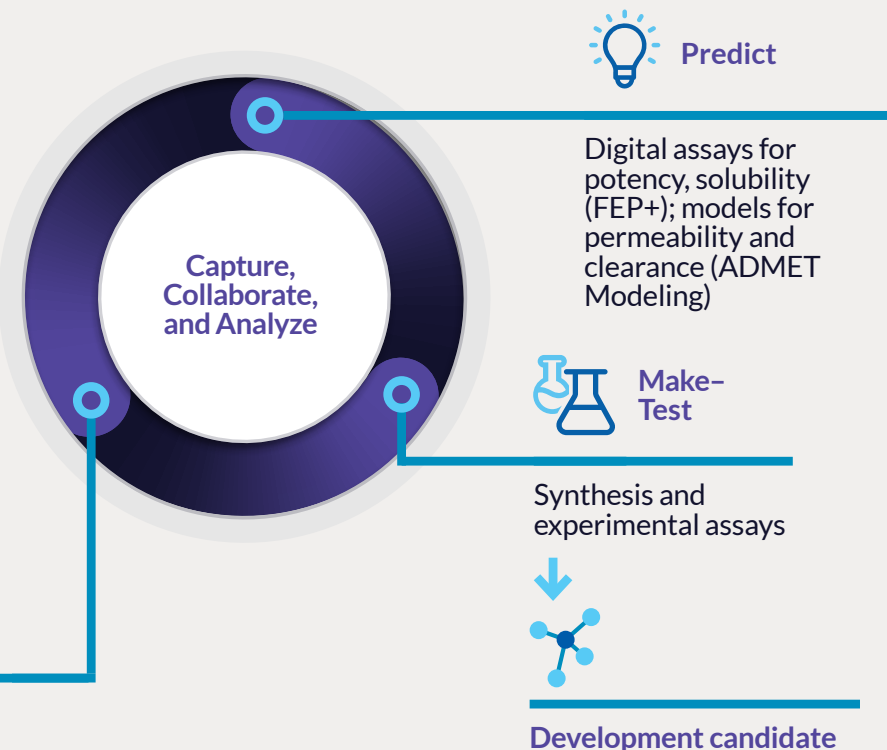 Predict
Digital assays for
potency, solubility
(FEP+); models for
permeability and
clearance (ADMET
Modeling)
Capture,
Collaborate,
and Analyze
Make–
Test
Synthesis and
experimental assays
Development candidate